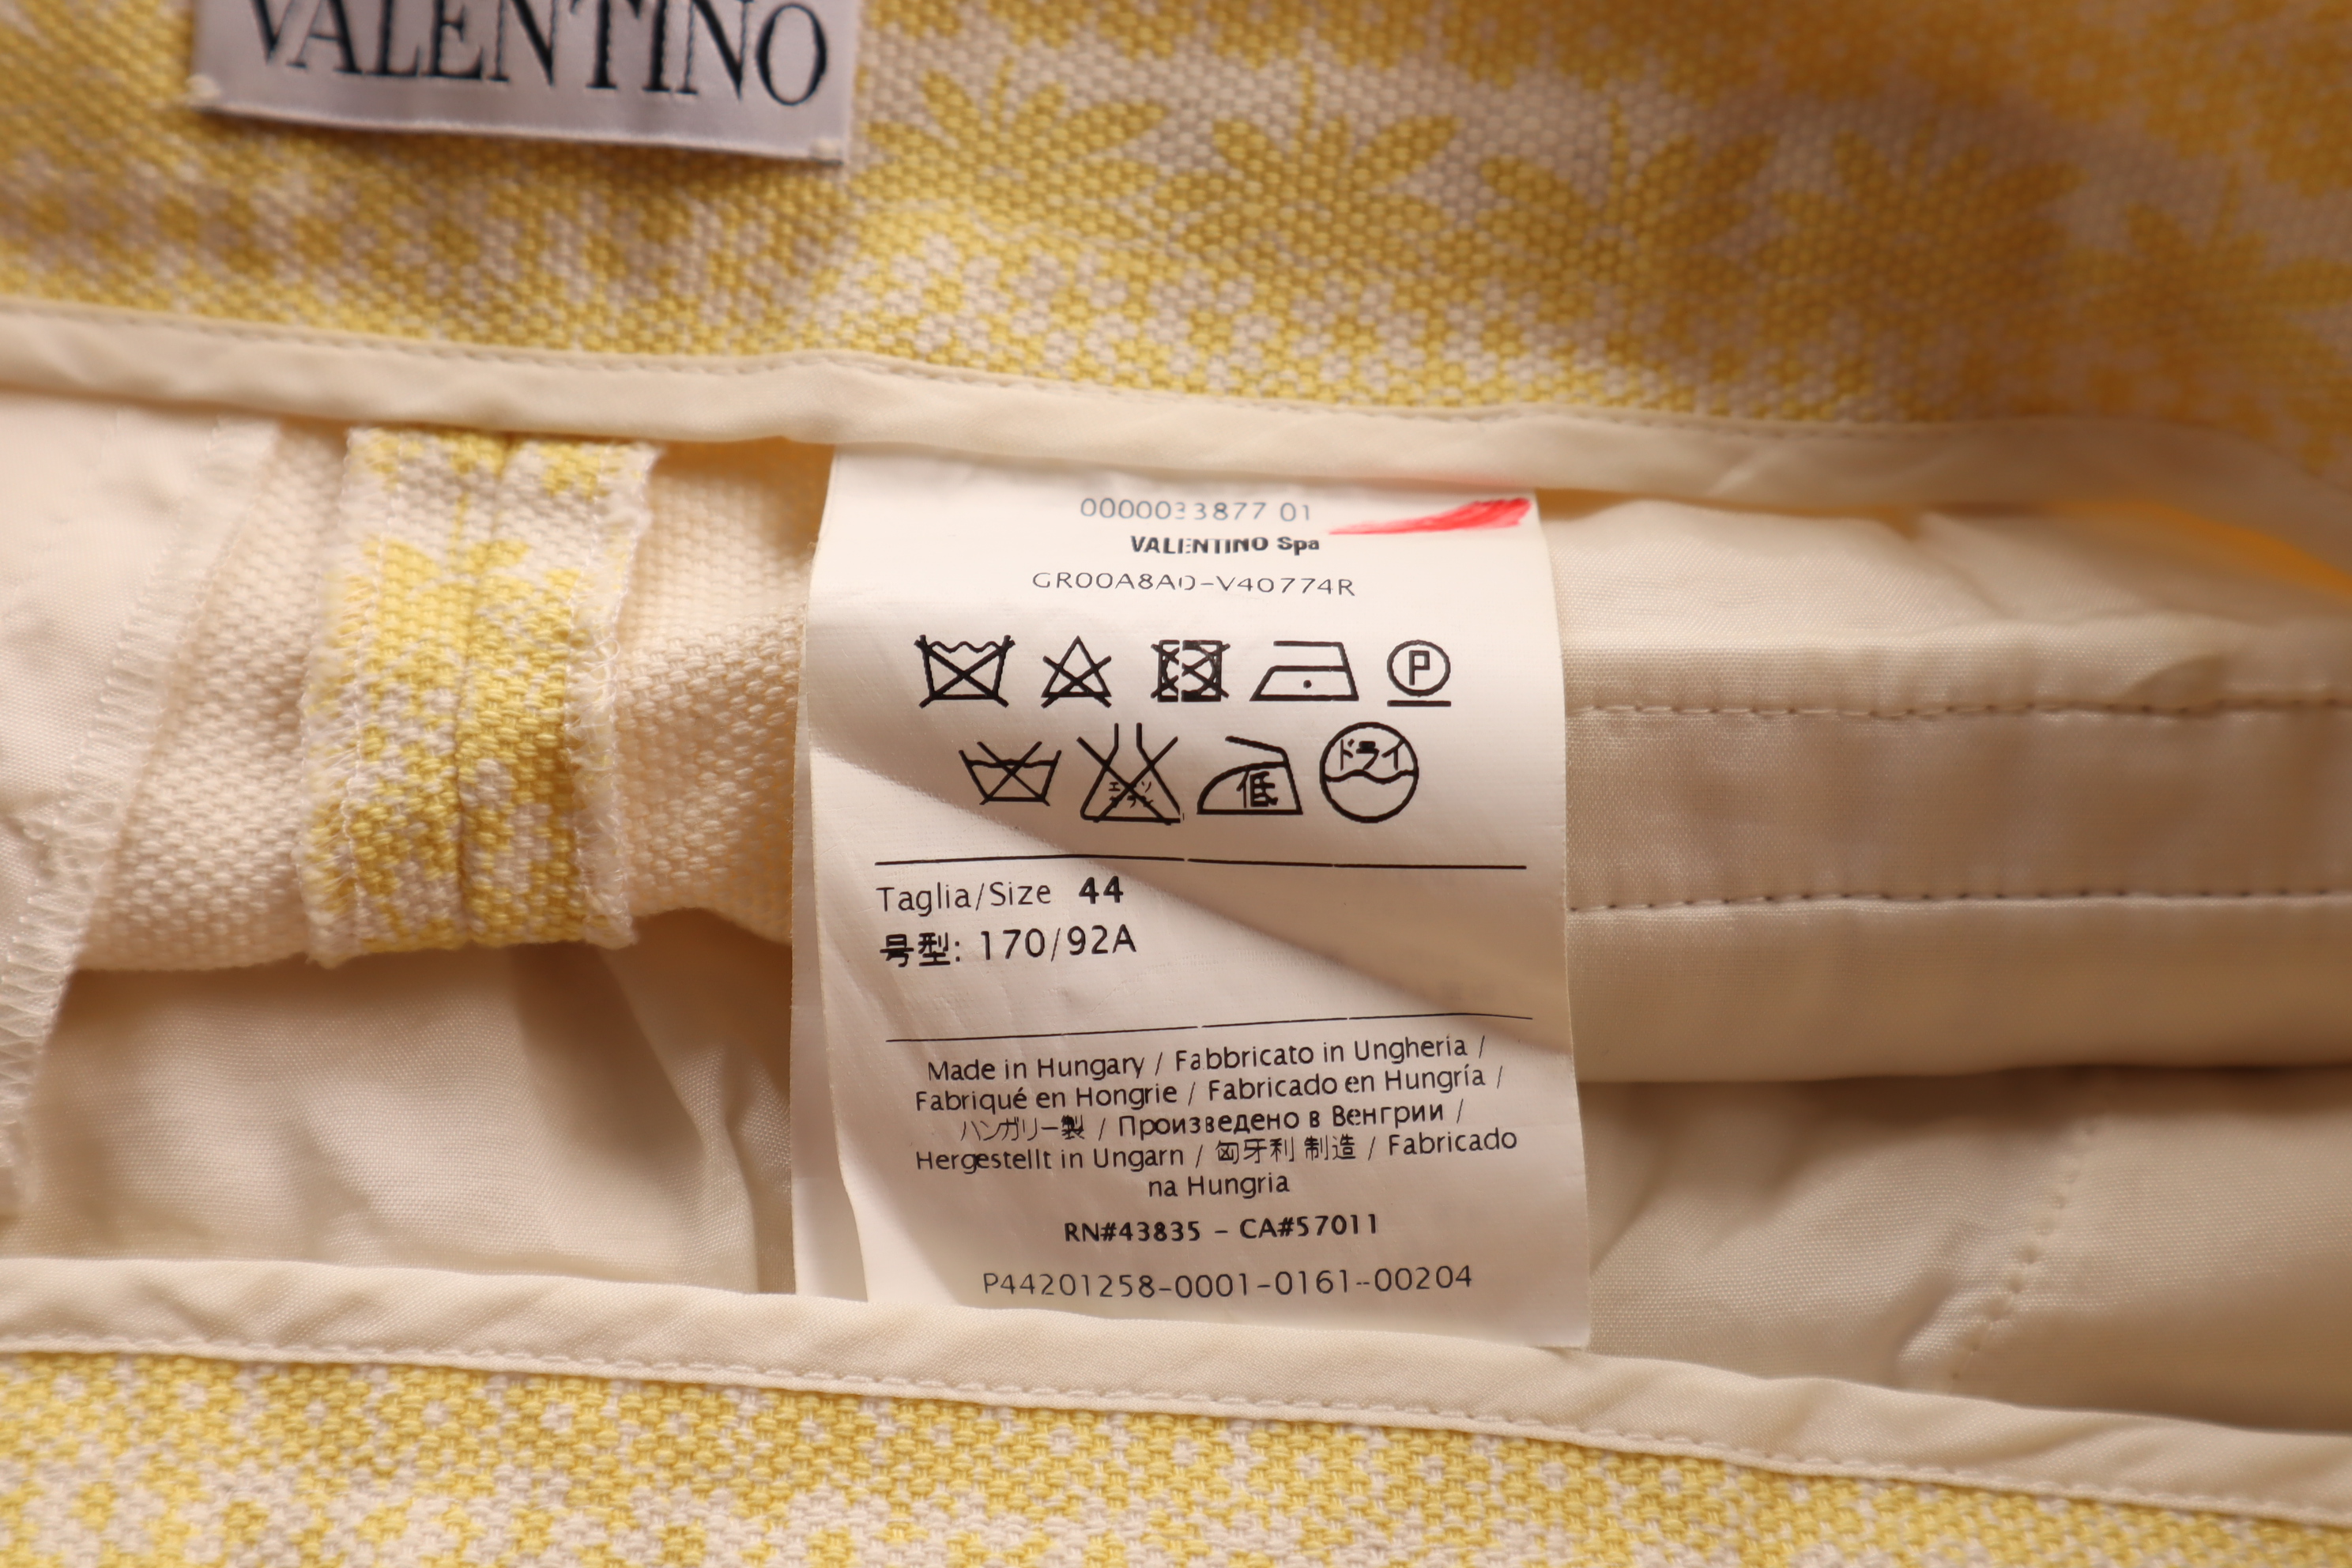 VALENTINO
0000033877 01
VALENTINO Spa
GR00A8A0-V40774R
P
エンソ
ドライ
低
Taglia/Size 44
号型: 170/92A
Made in Hungary / Fabbricato in Ungheria /
Fabriqué en Hongrie / Fabricado en Hungría /
ハンガリー製 / Произведено в Венгрии /
Hergestellt in Ungarn / 匈牙利 制造 / Fabricado
na Hungria
RN#43835 - CA#57011
P44201258-0001-0161-00204